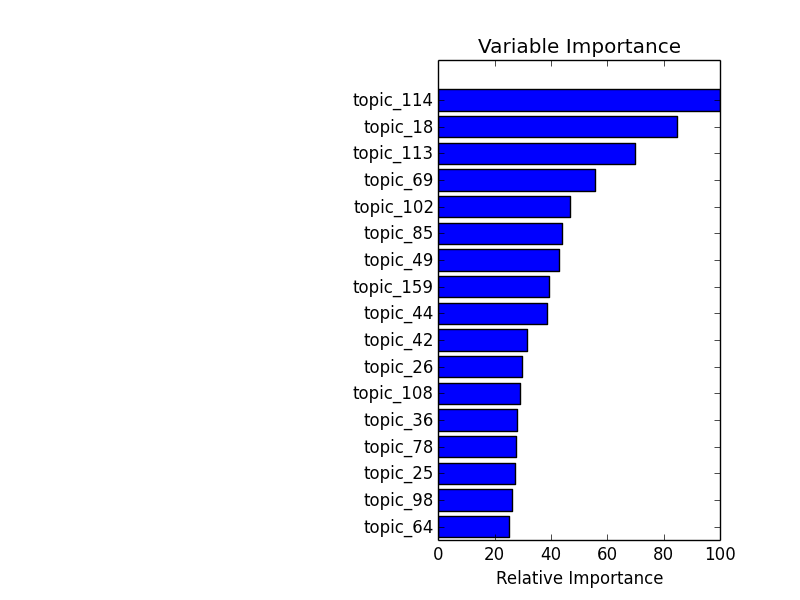 Variable Importance
topic_114
topic_18
topic_113
topic_69
topic_102
topic_85
topic_49
topic_159
topic_44
topic_42
topic_26
topic_108
topic_36
topic_78
topic_25
topic_98
topic_64
0 20 40 60 80 100
Relative Importance